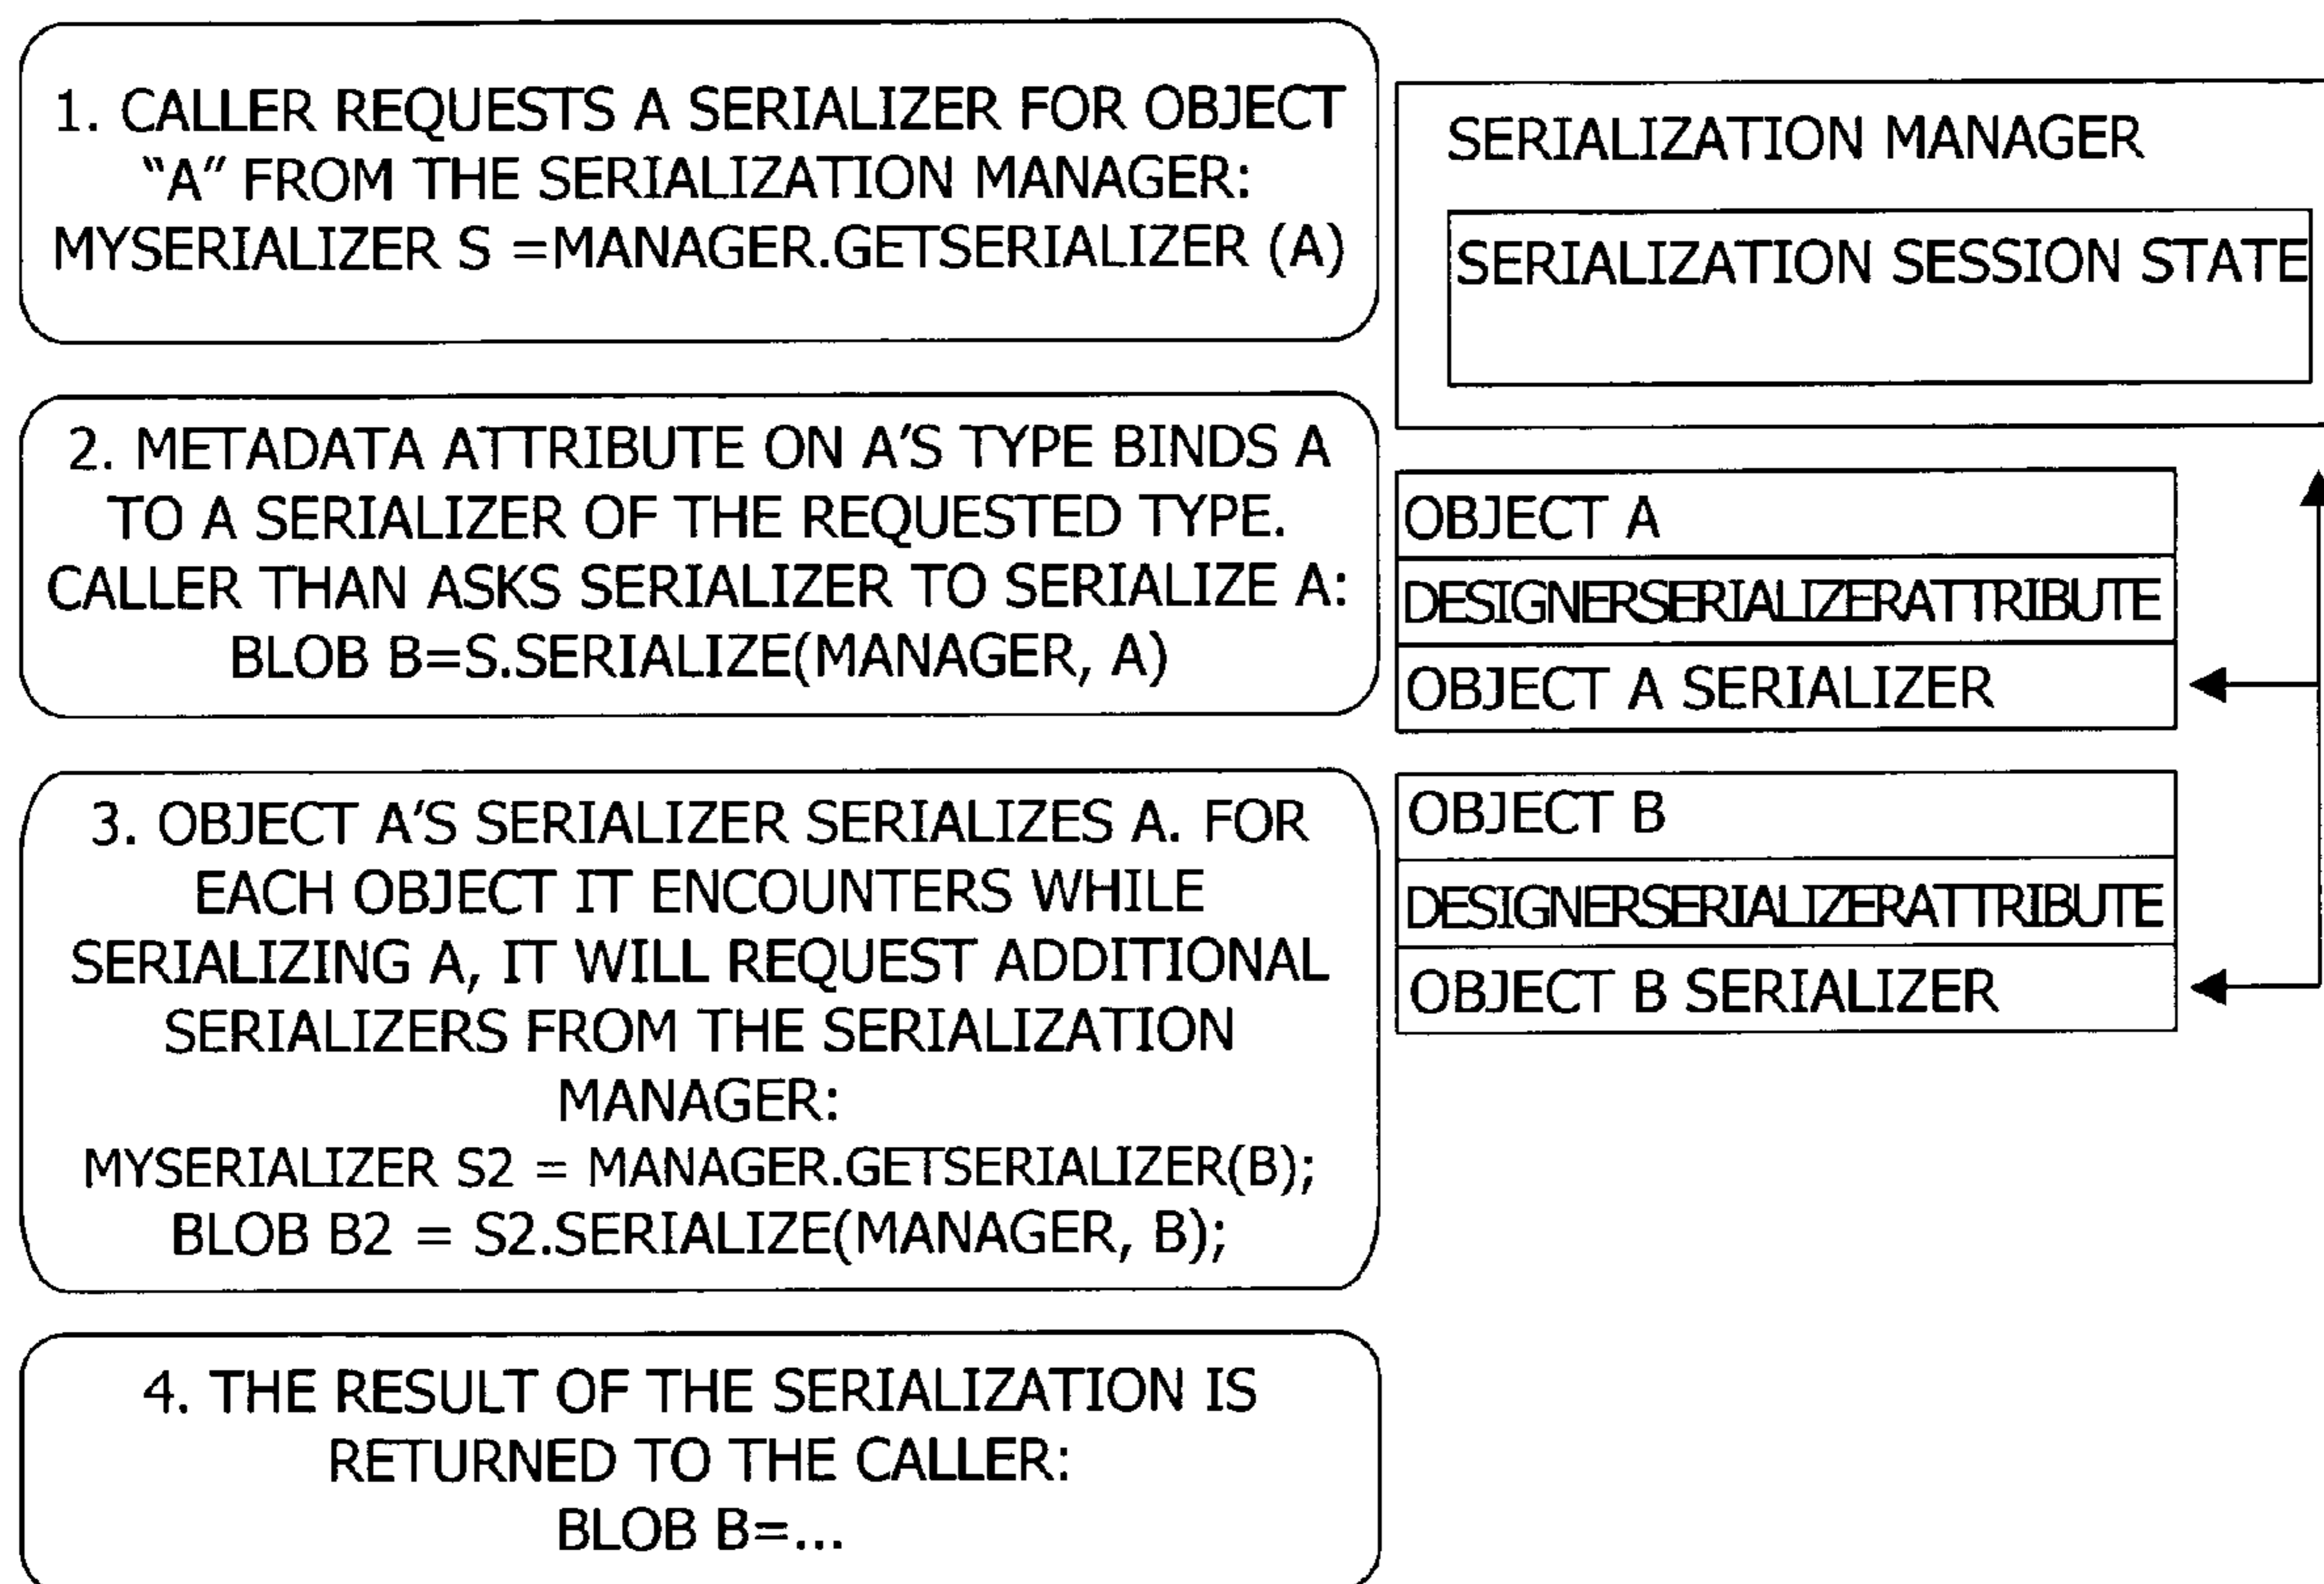 1. CALLER REQUESTS A SERIALIZER FOR OBJECT
“A” FROM THE SERIALIZATION MANAGER:
MYSERIALIZER S =MANAGER.GETSERIALIZER (A)
2. METADATA ATTRIBUTE ON A'S TYPE BINDS A
TO A SERIALIZER OF THE REQUESTED TYPE.
CALLER THAN ASKS SERIALIZER TO SERIALIZE A:
BLOB B=S.SERIALIZE(MANAGER, A)
3. OBJECT A'S SERIALIZER SERIALIZES A. FOR
EACH OBJECT IT ENCOUNTERS WHILE
SERIALIZING A, IT WILL REQUEST ADDITIONAL
SERIALIZERS FROM THE SERIALIZATION
MANAGER:
MYSERIALIZER S2 = MANAGER.GETSERIALIZER(B);
BLOB B2 = S2.SERIALIZE(MANAGER, B);
4. THE RESULT OF THE SERIALIZATION IS
RETURNED TO THE CALLER:
BLOB B=...
SERIALIZATION MANAGER
SERIALIZATION SESSION STATE
OBJECT A
DESIGNERSERIALIZERATTRIBUTE
OBJECT A SERIALIZER
OBJECT B
DESIGNERSERIALIZERATTRIBUTE
OBJECT B SERIALIZER